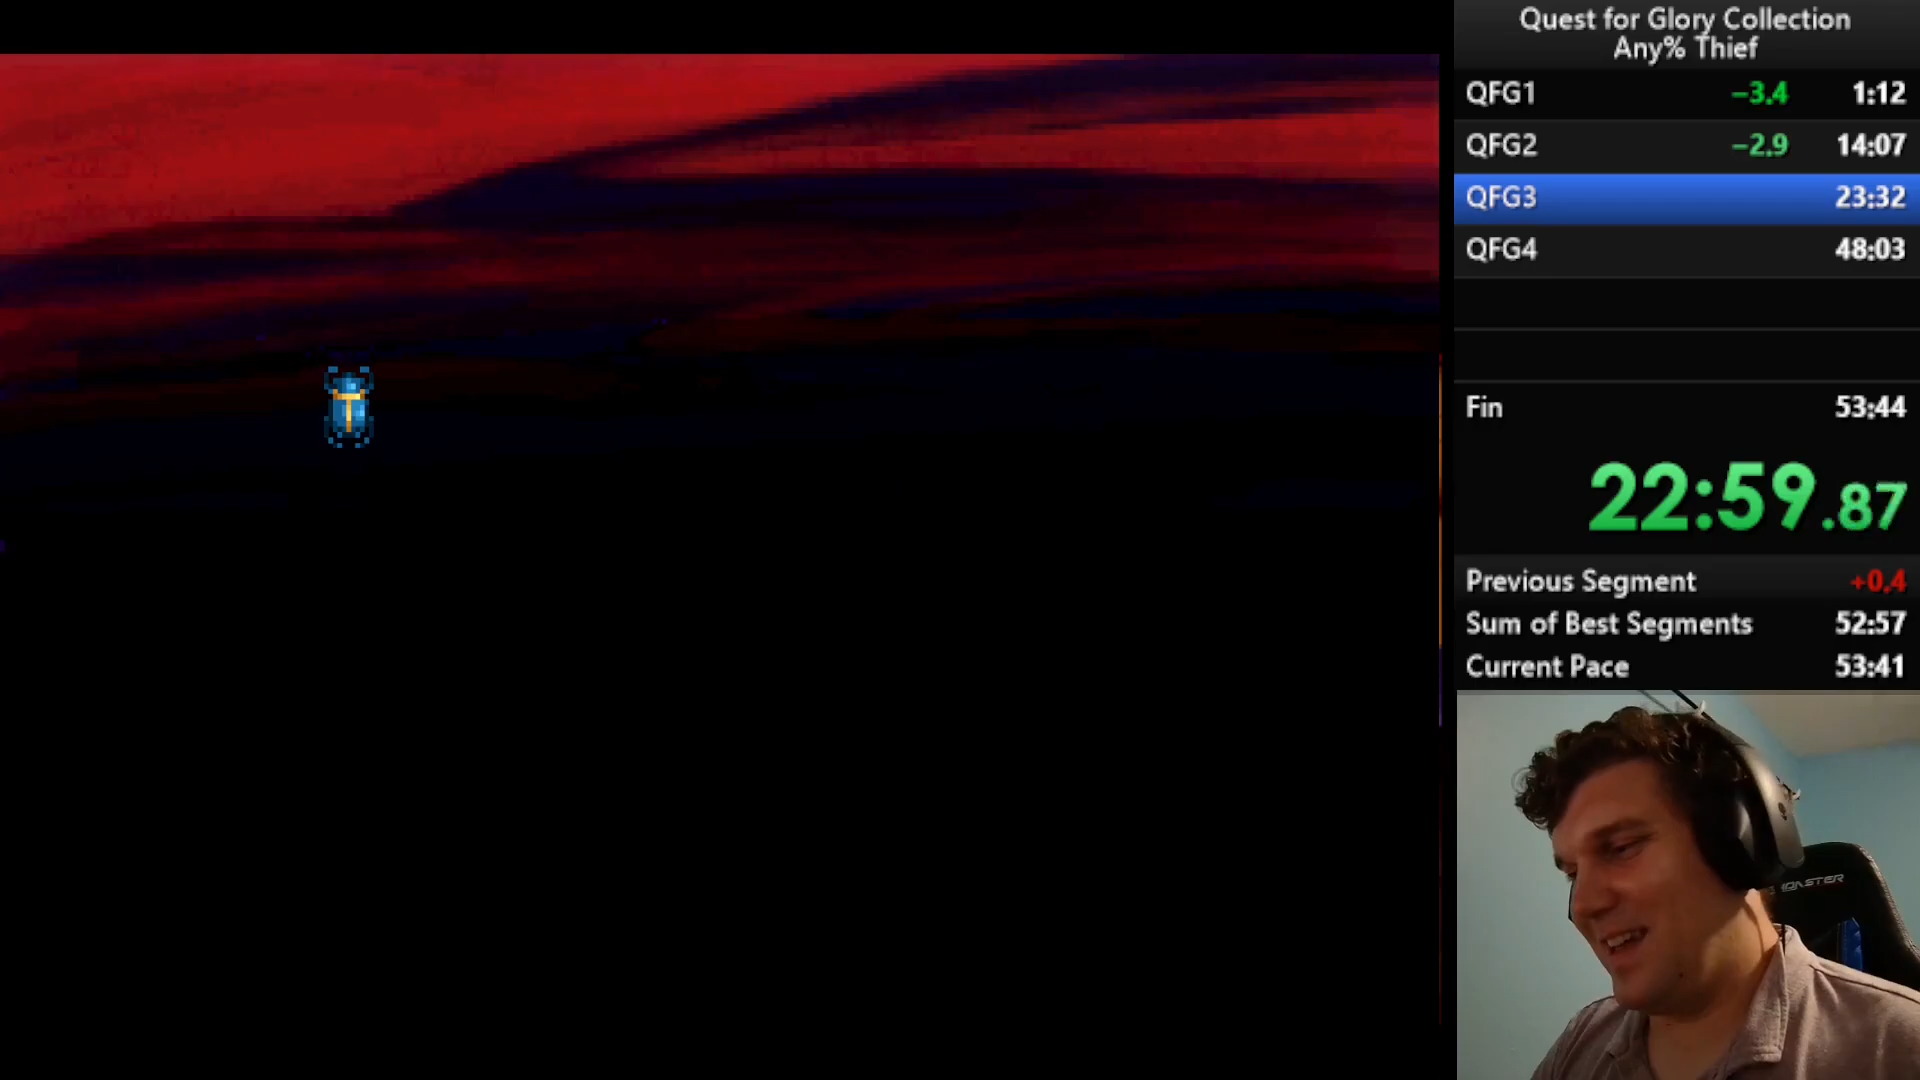 Quest for Glory Collection
Any% Thief
QFG1 −3.4 1:12
QFG2 −2.9 14:07
QFG3 23:32
QFG4 48:03
Fin 53:44
22:59.87
Previous Segment +0.4
Sum of Best Segments 52:57
Current Pace 53:41